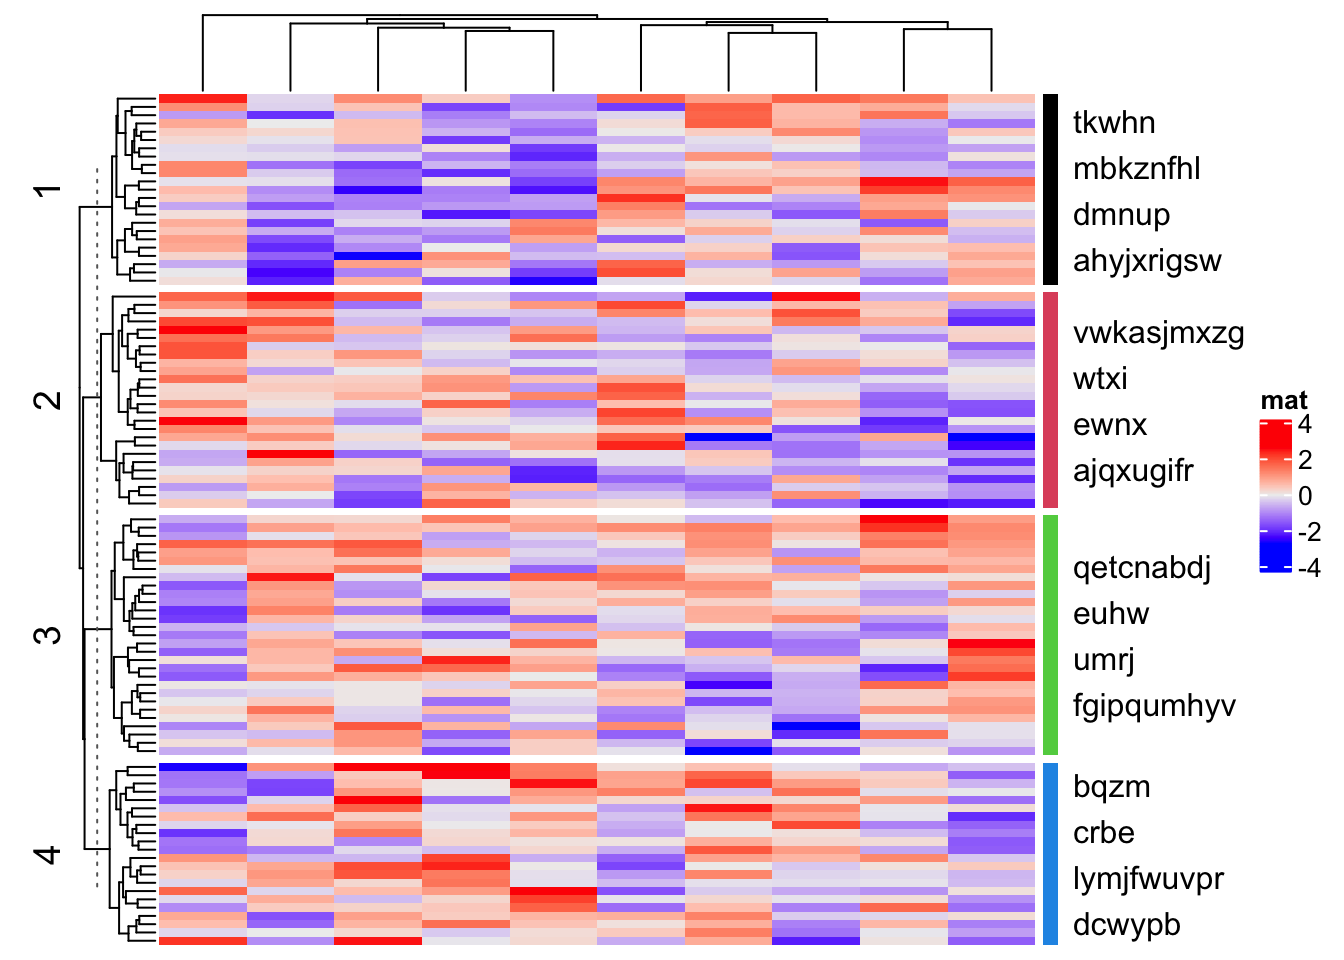 1
tkwhn
mbkznfhl
dmnup
ahyjxrigsw
2
vwkasjmxzg
wtxi
ewnx
ajqxugifr
3
qetcnabdj
euhw
umrj
fgipqumhyv
4
bqzm
crbe
lymjfwuvpr
dcwypb
mat
4
2
0
-2
-4